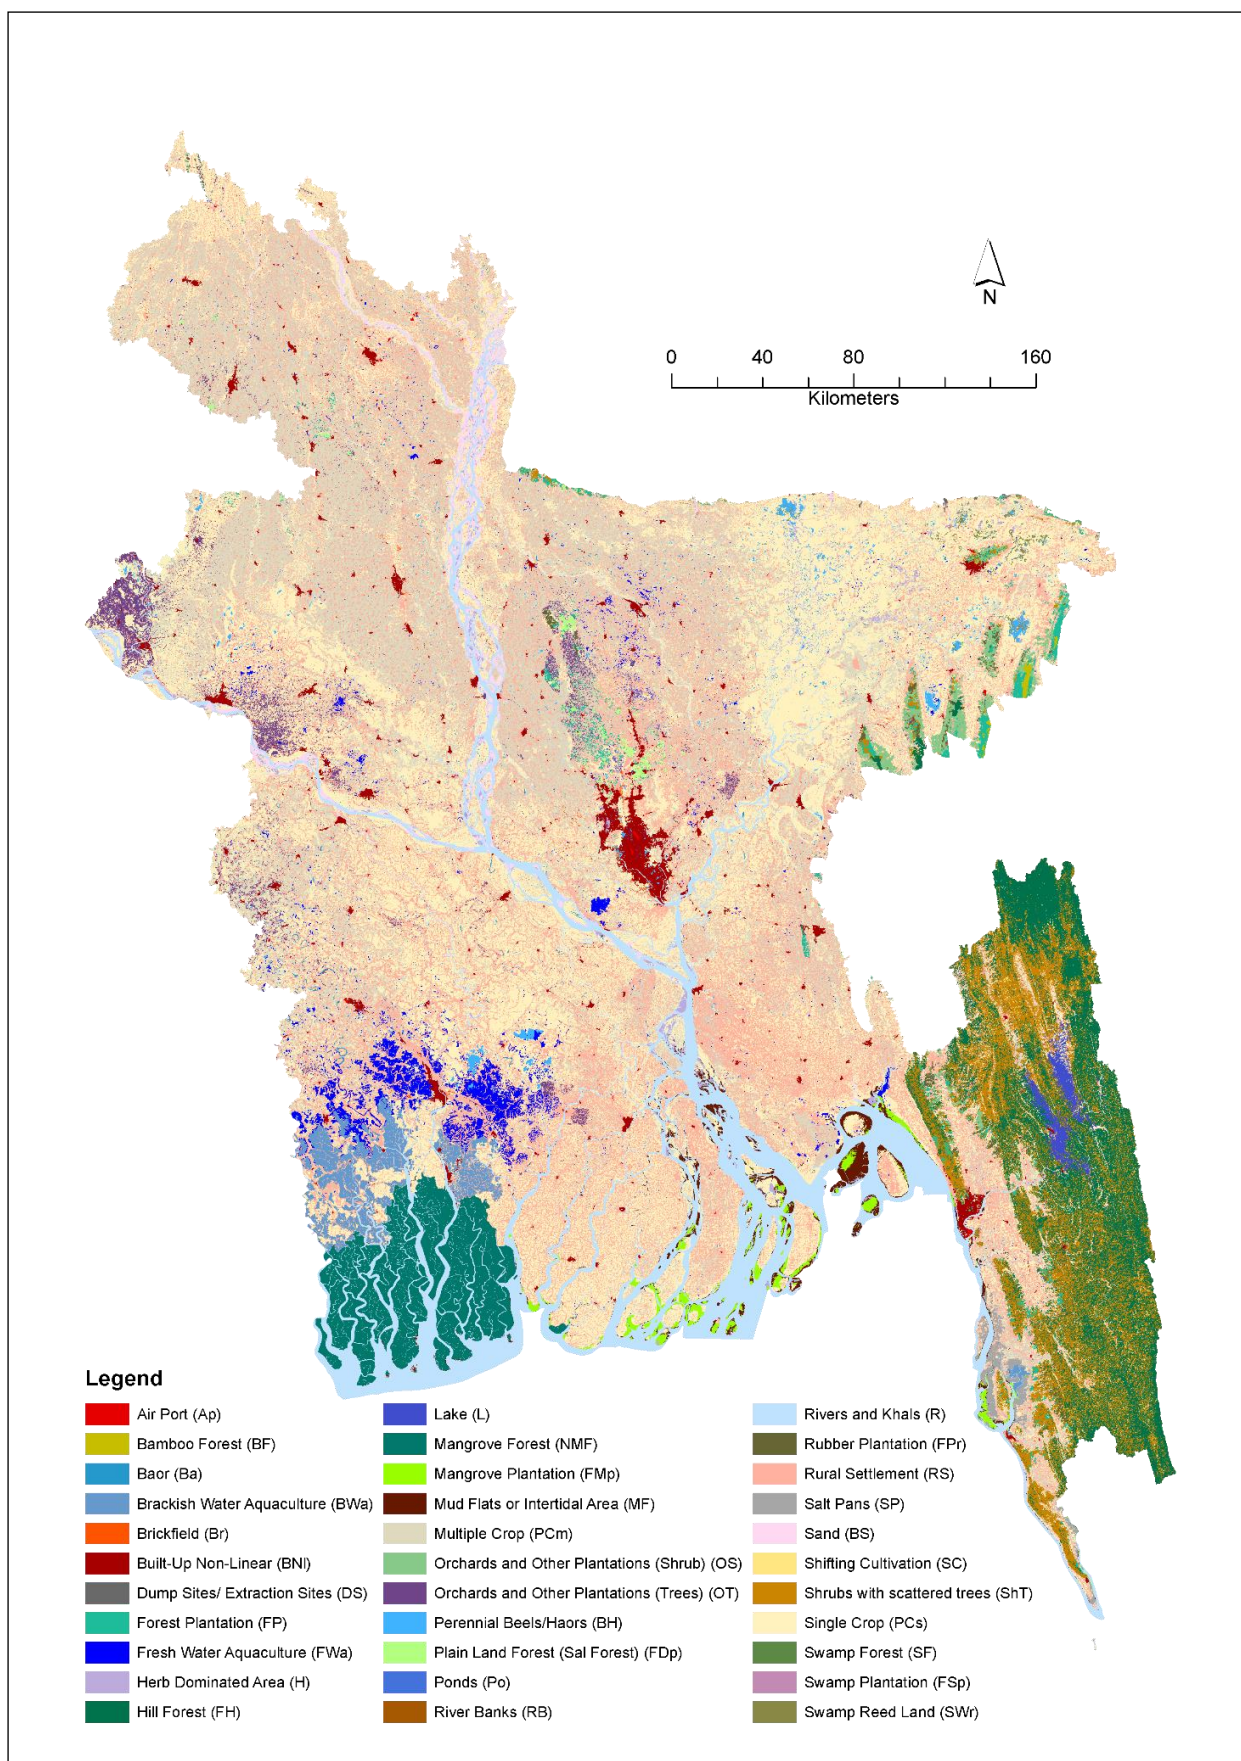 N
0 40 80 160
Kilometers
Legend
Air Port (Ap)
Bamboo Forest (BF)
Baor (Ba)
Brackish Water Aquaculture (BWa)
Brickfield (Br)
Built-Up Non-Linear (BNl)
Dump Sites/ Extraction Sites (DS)
Forest Plantation (FP)
Fresh Water Aquaculture (FWa)
Herb Dominated Area (H)
Hill Forest (FH)
Lake (L)
Mangrove Forest (NMF)
Mangrove Plantation (FMp)
Mud Flats or Intertidal Area (MF)
Multiple Crop (PCm)
Orchards and Other Plantations (Shrub) (OS)
Orchards and Other Plantations (Trees) (OT)
Perennial Beels/Haors (BH)
Plain Land Forest (Sal Forest) (FDp)
Ponds (Po)
River Banks (RB)
Rivers and Khals (R)
Rubber Plantation (FPr)
Rural Settlement (RS)
Salt Pans (SP)
Sand (BS)
Shifting Cultivation (SC)
Shrubs with scattered trees (ShT)
Single Crop (PCs)
Swamp Forest (SF)
Swamp Plantation (FSp)
Swamp Reed Land (SWr)